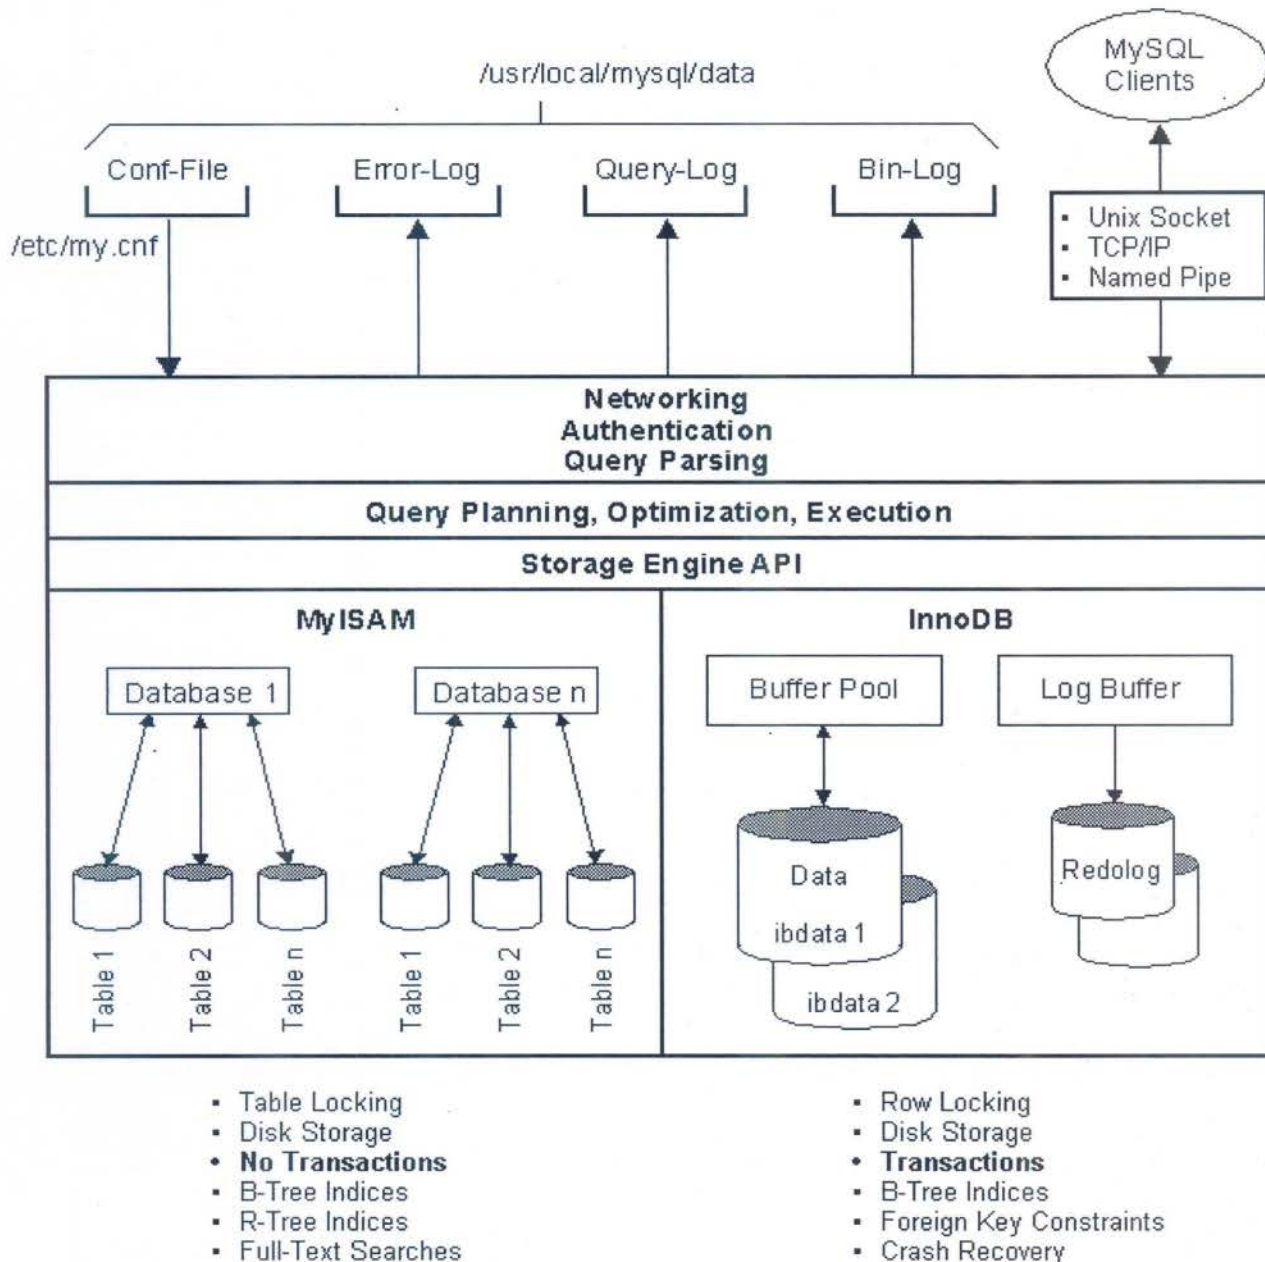 /usr/local/mysql/data
MySQL
Clients
Conf-File
Error-Log
Query-Log
Bin-Log
/etc/my.cnf
▪ Unix Socket
▪ TCP/IP
▪ Named Pipe
Networking
Authentication
Query Parsing
Query Planning, Optimization, Execution
Storage Engine API
MyISAM
Database 1
Database n
Table 1
Table 2
Table n
Table 1
Table 2
Table n
InnoDB
Buffer Pool
Log Buffer
Data
ibdata 1
ibdata 2
Redolog
▪ Table Locking
▪ Disk Storage
• No Transactions
▪ B-Tree Indices
▪ R-Tree Indices
▪ Full-Text Searches
▪ Row Locking
▪ Disk Storage
• Transactions
▪ B-Tree Indices
▪ Foreign Key Constraints
▪ Crash Recovery